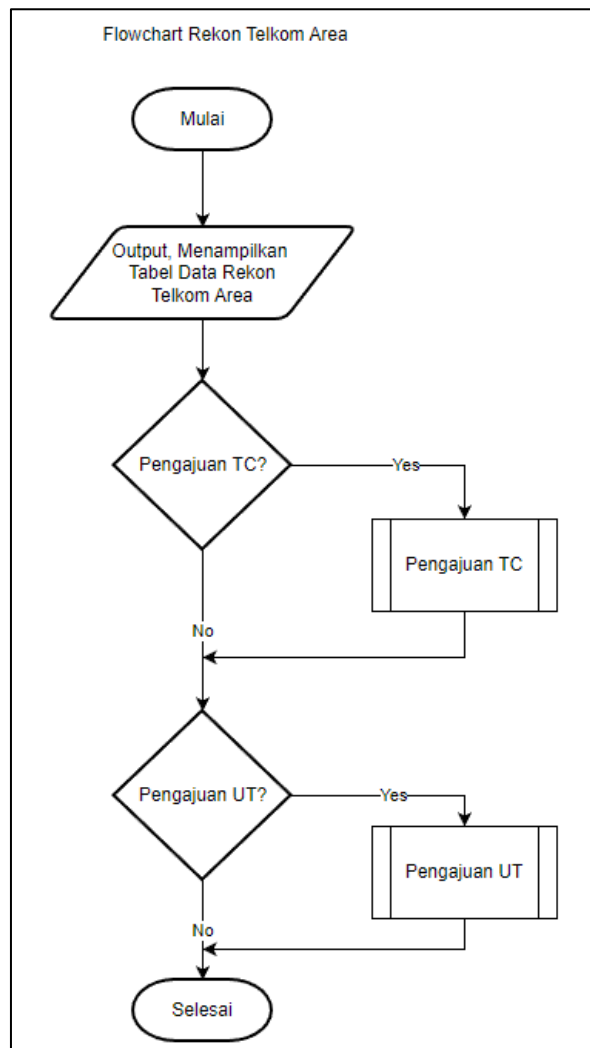 Flowchart Rekon Telkom Area
Mulai
Output, Menampilkan
Tabel Data Rekon
Telkom Area
Pengajuan TC?
Yes
Pengajuan TC
No
Pengajuan UT?
Yes
Pengajuan UT
No
Selesai